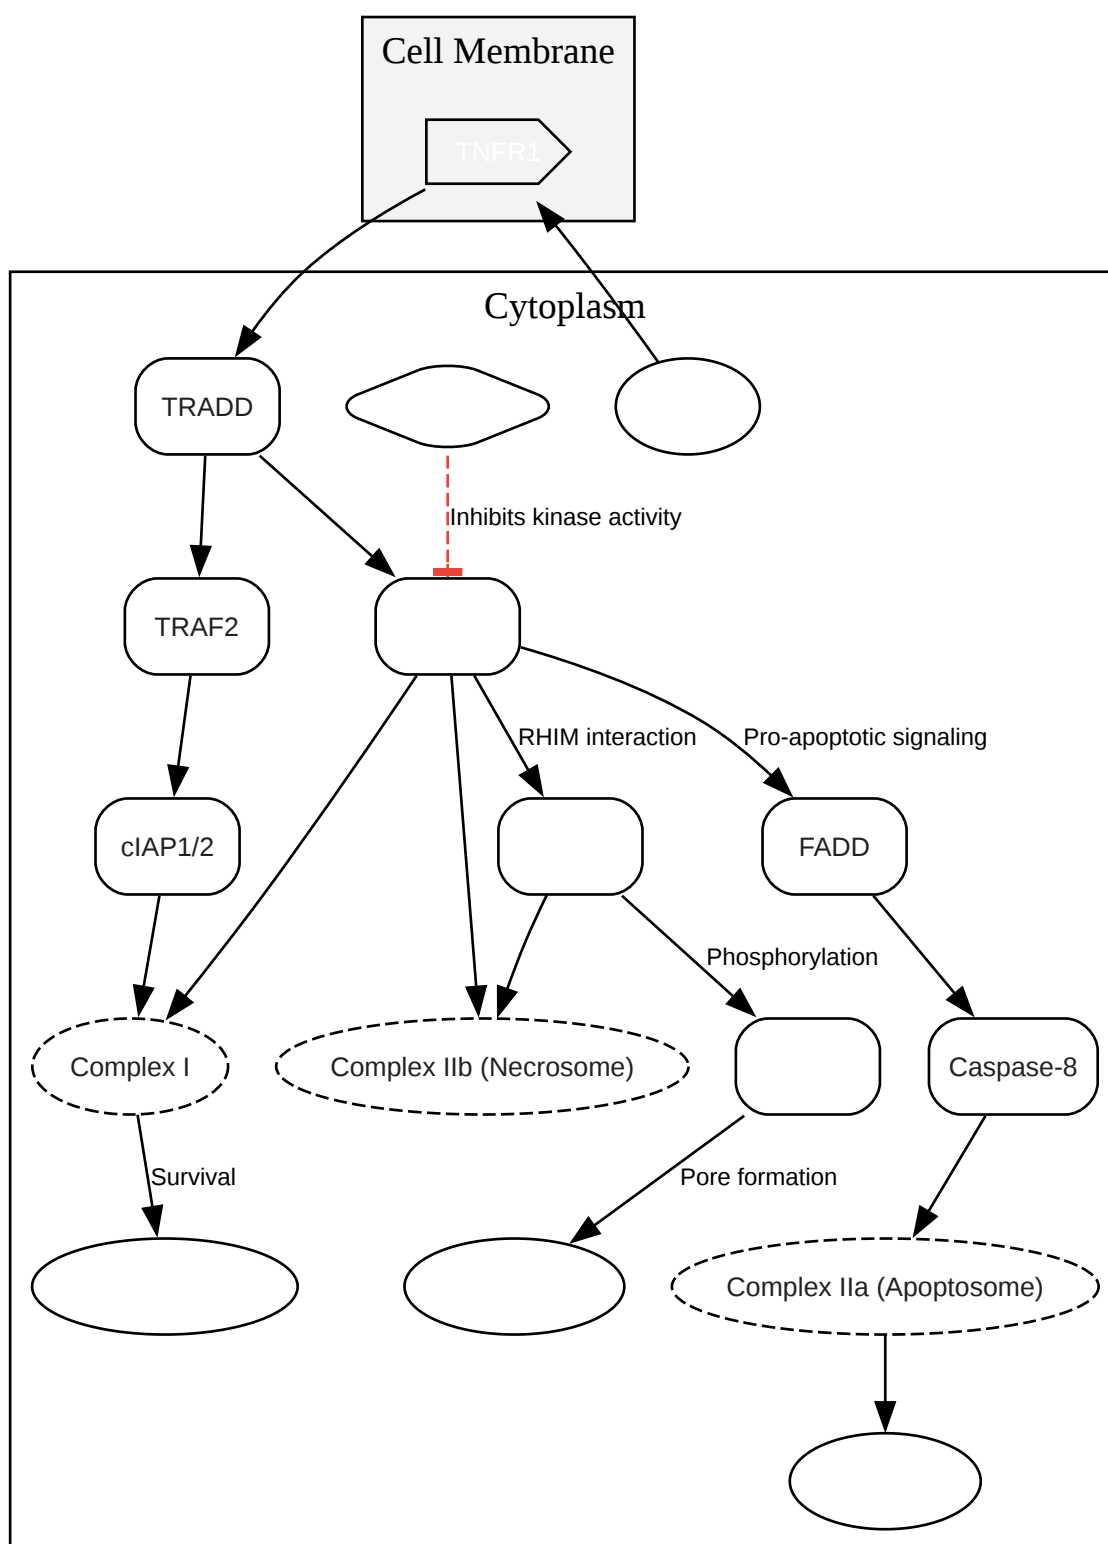 Cell Membrane
TNFR1
Cytoplasm
TRADD
Inhibits kinase activity
TRAF2
RHIM interaction
Pro-apoptotic signaling
cIAP1/2
FADD
Phosphorylation
Complex I
Complex IIb (Necrosome)
Caspase-8
Survival
Pore formation
Complex IIa (Apoptosome)